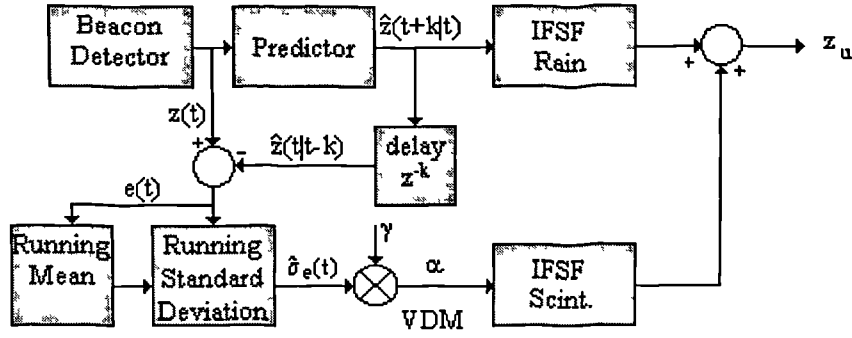 Beacon
Detector
Predictor
ẑ(t+k|t)
IFSF
Rain
+
+
z u
z(t)
+
-
ẑ(t|t-k)
delay
z^-k
e(t)
Running
Mean
Running
Standard
Deviation
σ̂ e(t)
γ
α
VDM
IFSF
Scint.